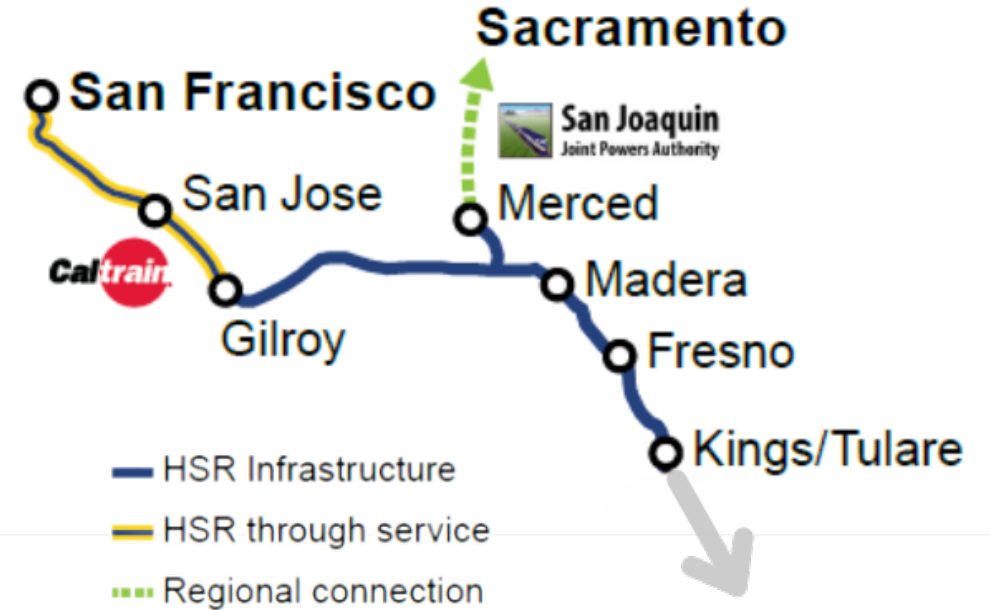 Sacramento
San Francisco
San Joaquin
Joint Powers Authority
San Jose
Merced
Caltrain
Madera
Gilroy
Fresno
Kings/Tulare
HSR Infrastructure
HSR through service
Regional connection